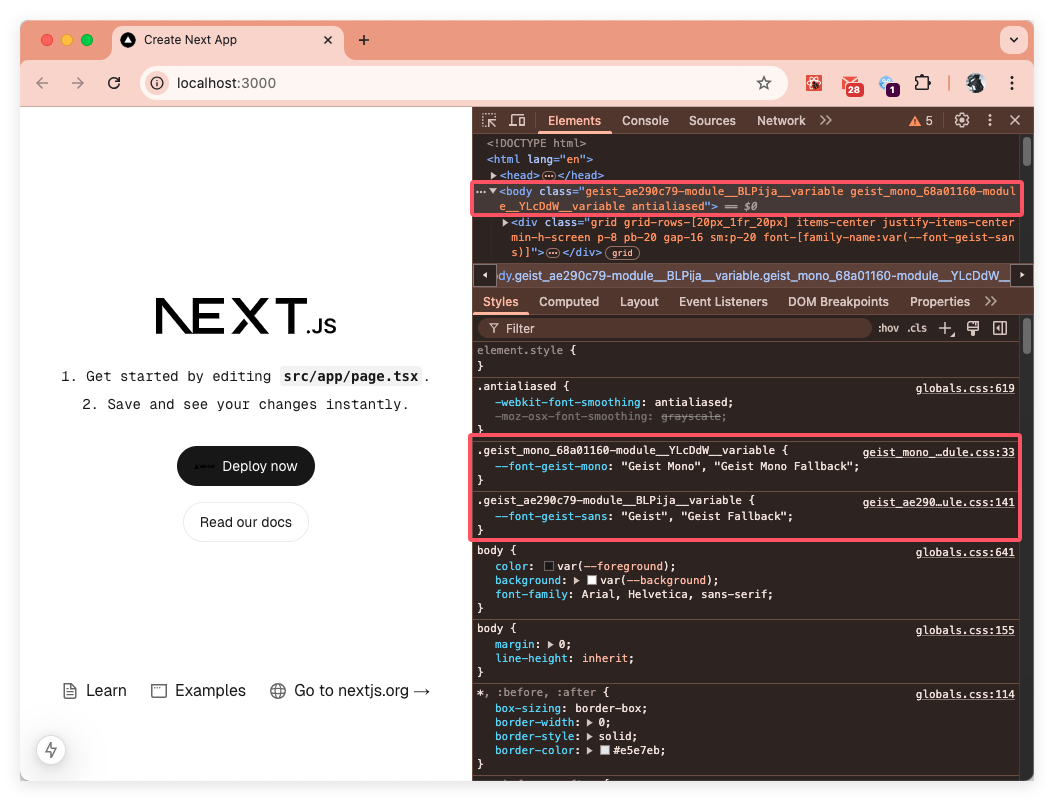 Create Next App
localhost:3000
28
1
NEXT.JS
1. Get started by editing src/app/page.tsx.
2. Save and see your changes instantly.
Deploy now
Read our docs
Learn
Examples
Go to nextjs.org →
Elements
Console
Sources
Network
5
<!DOCTYPE html>
<html lang="en">
<head>…</head>
<body class="geist_ae290c79-module__BLPija__variable geist_mono_68a01160-modul
e__YLcDdW__variable antialiased"> == $0
<div class="grid grid-rows-[20px_1fr_20px] items-center justify-items-center
min-h-screen p-8 pb-20 gap-16 sm:p-20 font-[family-name:var(--font-geist-san
s)]">…</div> grid
dy.geist_ae290c79-module__BLPija__variable.geist_mono_68a01160-module__YLcDdW__
Styles
Computed
Layout
Event Listeners
DOM Breakpoints
Properties
Filter
:hov
.cls
element.style {
}
.antialiased {
globals.css:619
-webkit-font-smoothing: antialiased;
-moz-osx-font-smoothing: grayscale;
}
.geist_mono_68a01160-module__YLcDdW__variable {
geist_mono_…dule.css:33
--font-geist-mono: "Geist Mono", "Geist Mono Fallback";
}
.geist_ae290c79-module__BLPija__variable {
geist_ae290…ule.css:141
--font-geist-sans: "Geist", "Geist Fallback";
}
body {
globals.css:641
color: var(--foreground);
background: var(--background);
font-family: Arial, Helvetica, sans-serif;
}
body {
globals.css:155
margin: 0;
line-height: inherit;
}
*, :before, :after {
globals.css:114
box-sizing: border-box;
border-width: 0;
border-style: solid;
border-color: #e5e7eb;
}